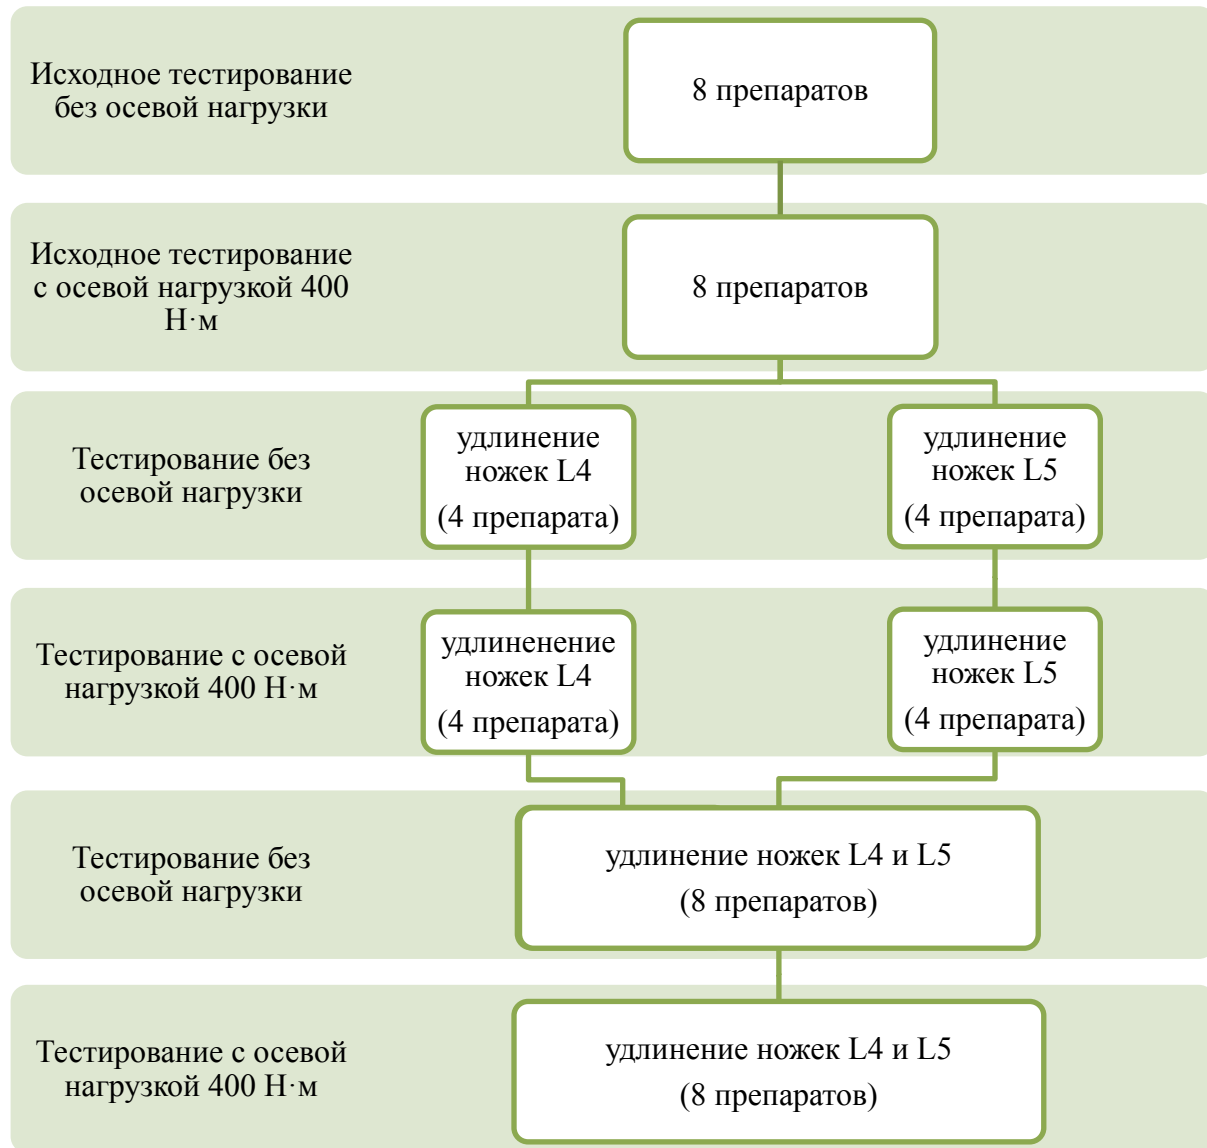 Исходное тестирование
без осевой нагрузки
8 препаратов
Исходное тестирование
с осевой нагрузкой 400
Н·м
8 препаратов
Тестирование без
осевой нагрузки
удлинение
ножек L4
(4 препарата)
удлинение
ножек L5
(4 препарата)
Тестирование с осевой
нагрузкой 400 Н·м
удлиненение
ножек L4
(4 препарата)
удлинение
ножек L5
(4 препарата)
Тестирование без
осевой нагрузки
удлинение ножек L4 и L5
(8 препаратов)
Тестирование с осевой
нагрузкой 400 Н·м
удлинение ножек L4 и L5
(8 препаратов)